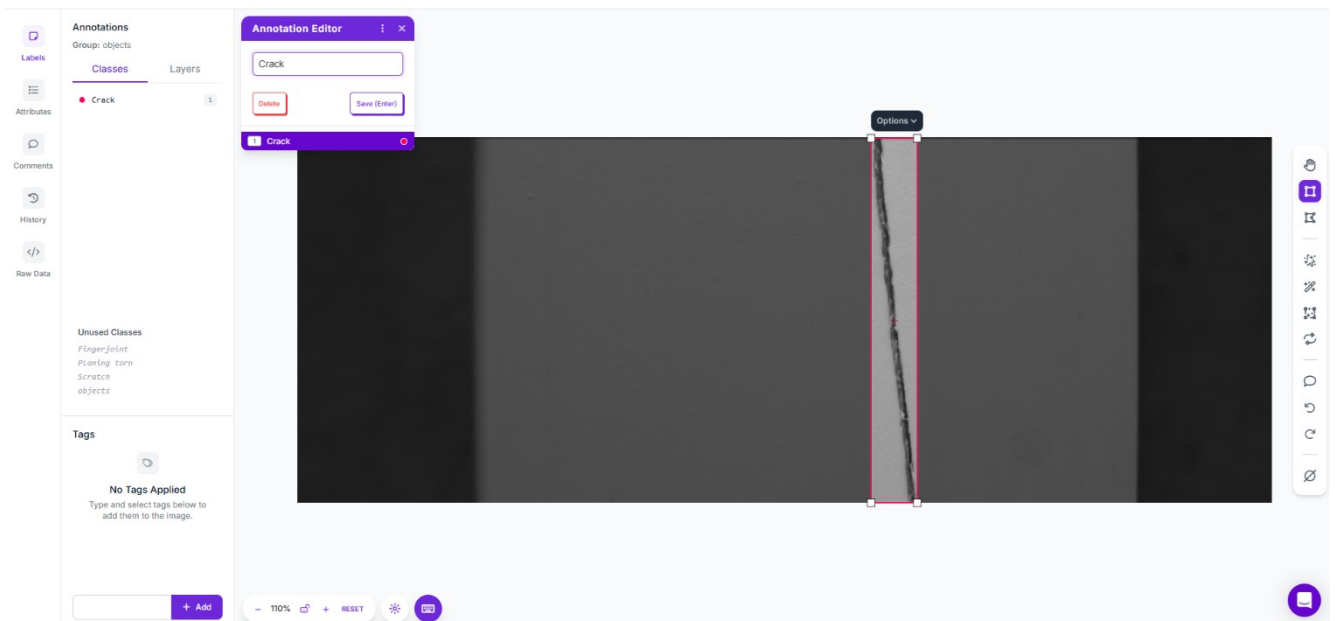 Labels
Attributes
Comments
History
Raw Data
Annotations
Group: objects
Classes
Layers
Crack
1
Unused Classes
Fingerjoint
Planing torn
Scratch
objects
Tags
No Tags Applied
Type and select tags below to
add them to the image.
+ Add
Annotation Editor
Crack
Delete
Save (Enter)
1 Crack
Options
− 110% + RESET